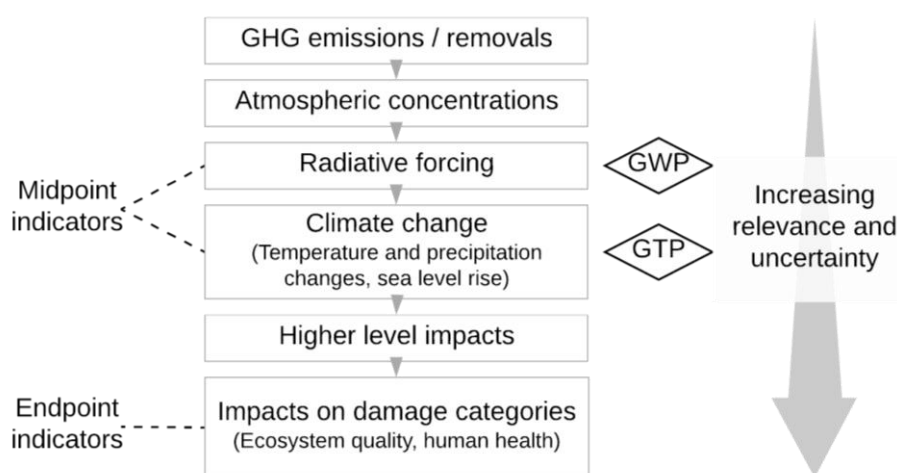 GHG emissions / removals
Atmospheric concentrations
Radiative forcing
GWP
Midpoint
indicators
Climate change
(Temperature and precipitation
changes, sea level rise)
GTP
Increasing
relevance and
uncertainty
Higher level impacts
Endpoint
indicators
Impacts on damage categories
(Ecosystem quality, human health)